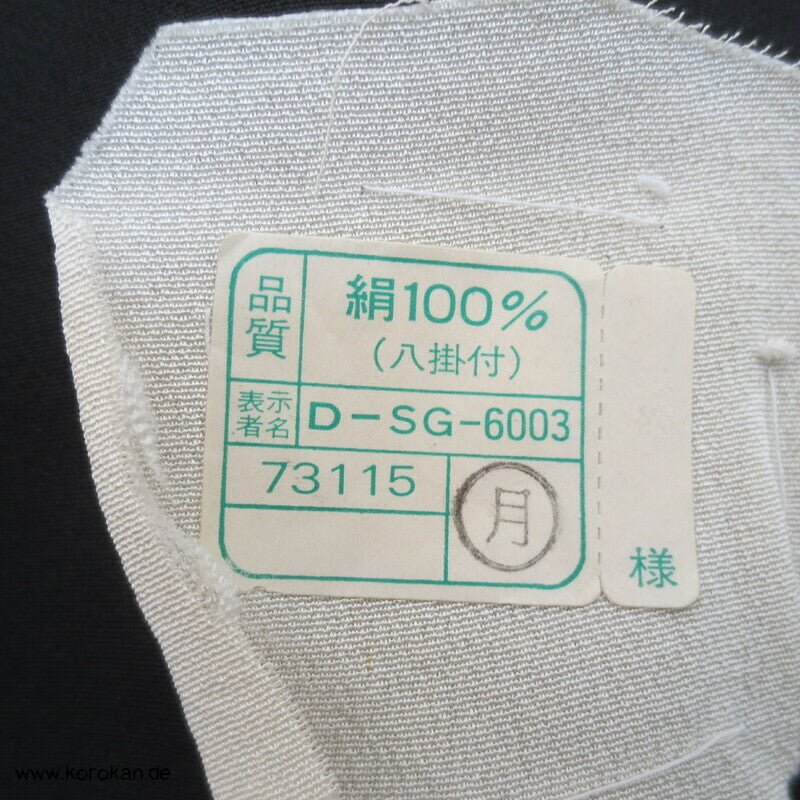 品質
絹100%
(八掛付)
表示者名
D-SG-6003
73115
月
様
www.korokan.de